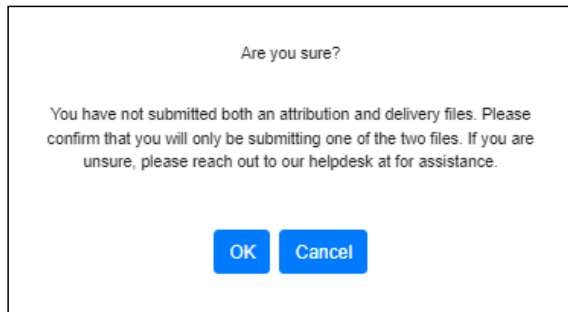 Are you sure?
You have not submitted both an attribution and delivery files. Please
confirm that you will only be submitting one of the two files. If you are
unsure, please reach out to our helpdesk at for assistance.
OK Cancel